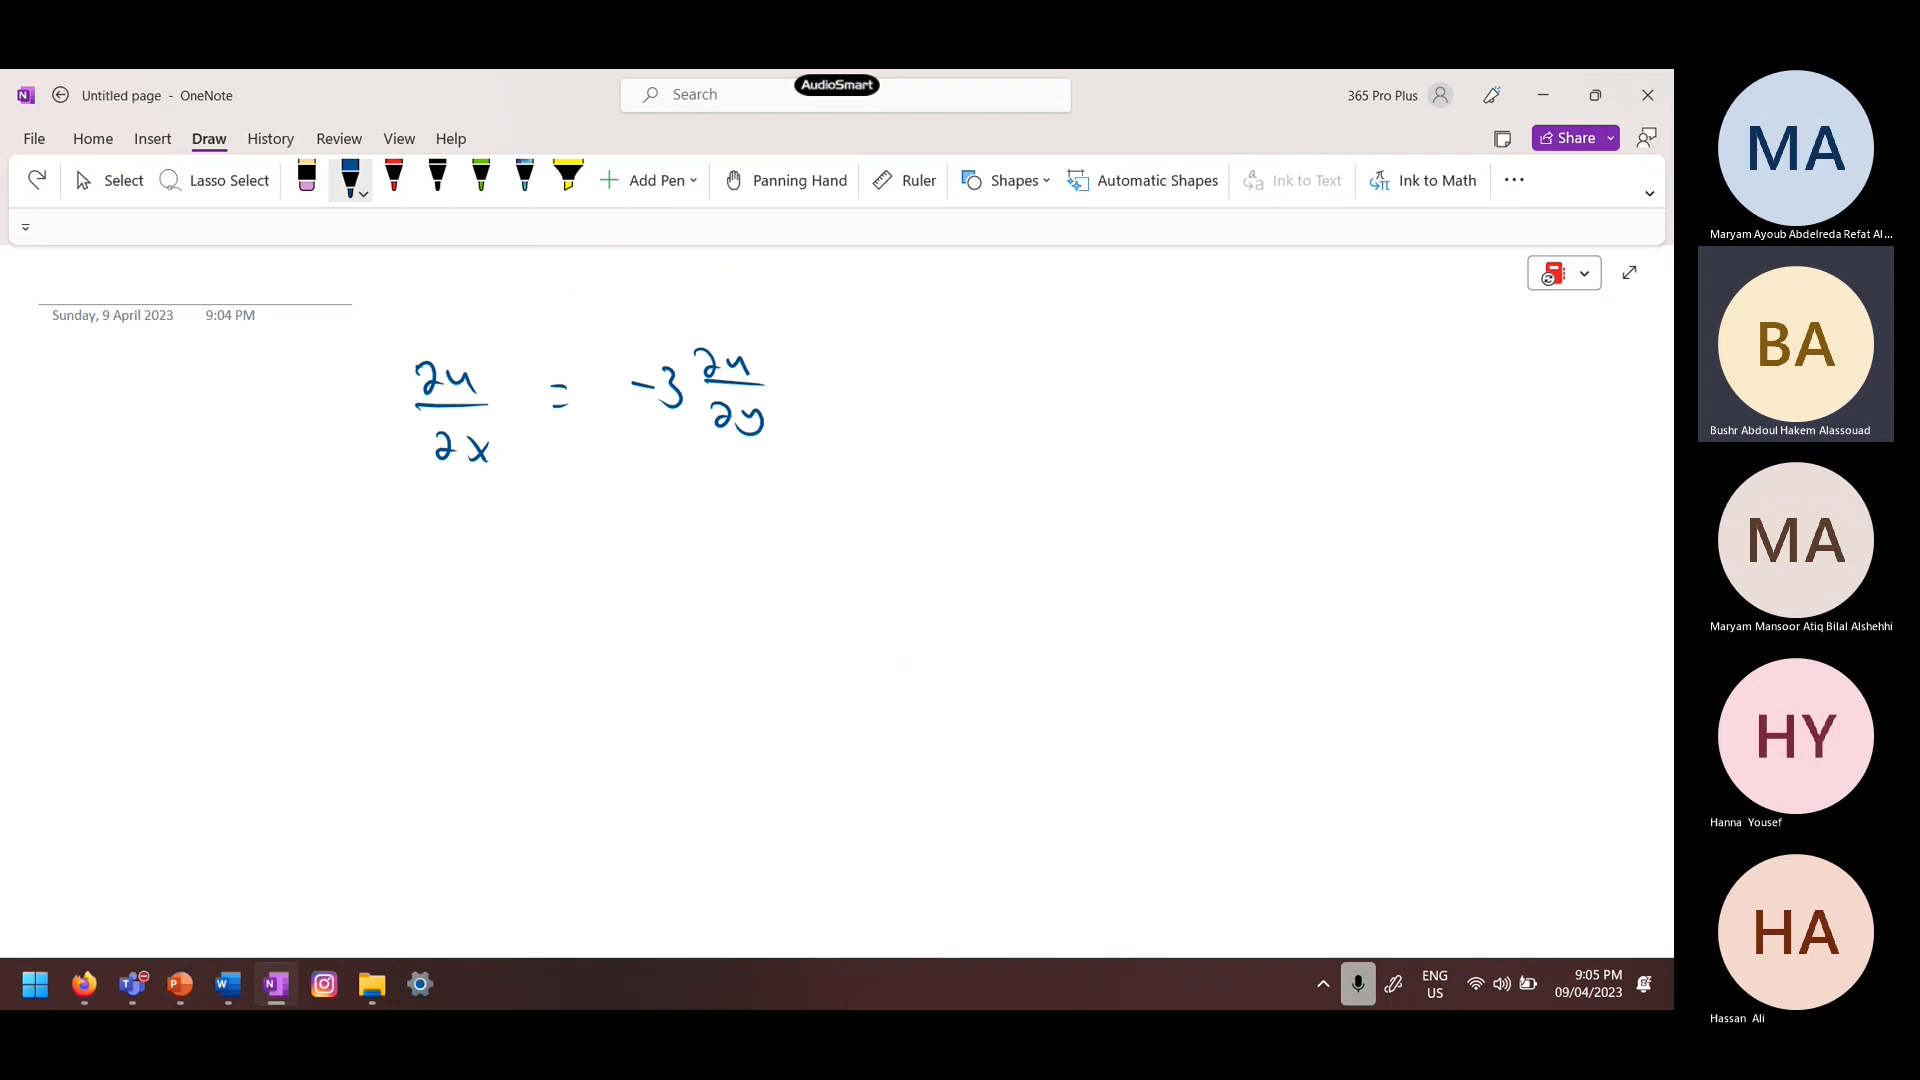 AudioSmart
Untitled page - OneNote
Search
365 Pro Plus
File Home Insert Draw History Review View Help
Share
Select
Lasso Select
Add Pen
Panning Hand
Ruler
Shapes
Automatic Shapes
Ink to Text
Ink to Math
Sunday, 9 April 2023 9:04 PM
∂u/∂x = -3 ∂u/∂y
ENG
US
9:05 PM
09/04/2023
MA
Maryam Ayoub Abdelreda Refat Al...
BA
Bushr Abdoul Hakem Alassouad
MA
Maryam Mansoor Atiq Bilal Alshehhi
HY
Hanna Yousef
HA
Hassan Ali